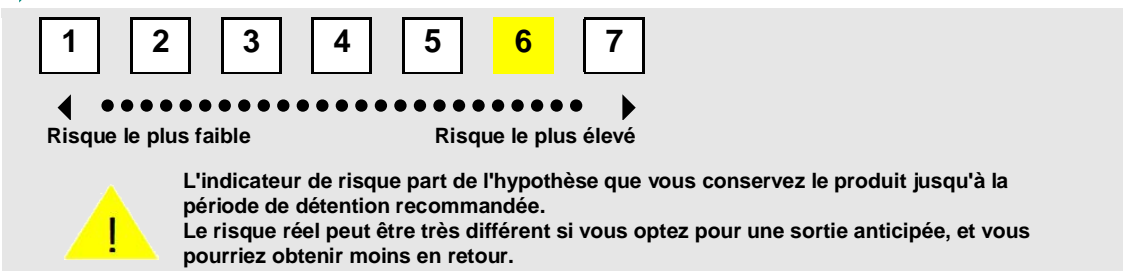 1 2 3 4 5 6 7
Risque le plus faible Risque le plus élevé
L'indicateur de risque part de l'hypothèse que vous conservez le produit jusqu'à la
période de détention recommandée.
! Le risque réel peut être très différent si vous optez pour une sortie anticipée, et vous
pourriez obtenir moins en retour.